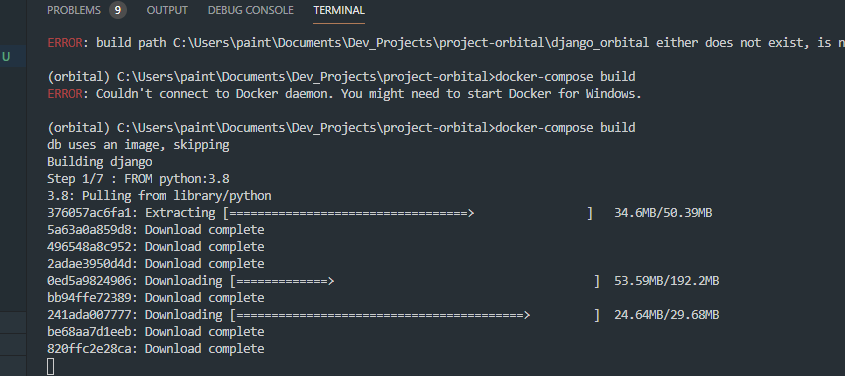 PROBLEMS 9 OUTPUT DEBUG CONSOLE TERMINAL
ERROR: build path C:\Users\paint\Documents\Dev_Projects\project-orbital\django_orbital either does not exist, is n
U
(orbital) C:\Users\paint\Documents\Dev_Projects\project-orbital>docker-compose build
ERROR: Couldn't connect to Docker daemon. You might need to start Docker for Windows.
(orbital) C:\Users\paint\Documents\Dev_Projects\project-orbital>docker-compose build
db uses an image, skipping
Building django
Step 1/7 : FROM python:3.8
3.8: Pulling from library/python
376057ac6fa1: Extracting [==================================>                ]  34.6MB/50.39MB
5a63a0a859d8: Download complete
496548a8c952: Download complete
2adae3950d4d: Download complete
0ed5a9824906: Downloading [=============>                                     ]  53.59MB/192.2MB
bb94ffe72389: Download complete
241ada007777: Downloading [=========================================>         ]  24.64MB/29.68MB
be68aa7d1eeb: Download complete
820ffc2e28ca: Download complete